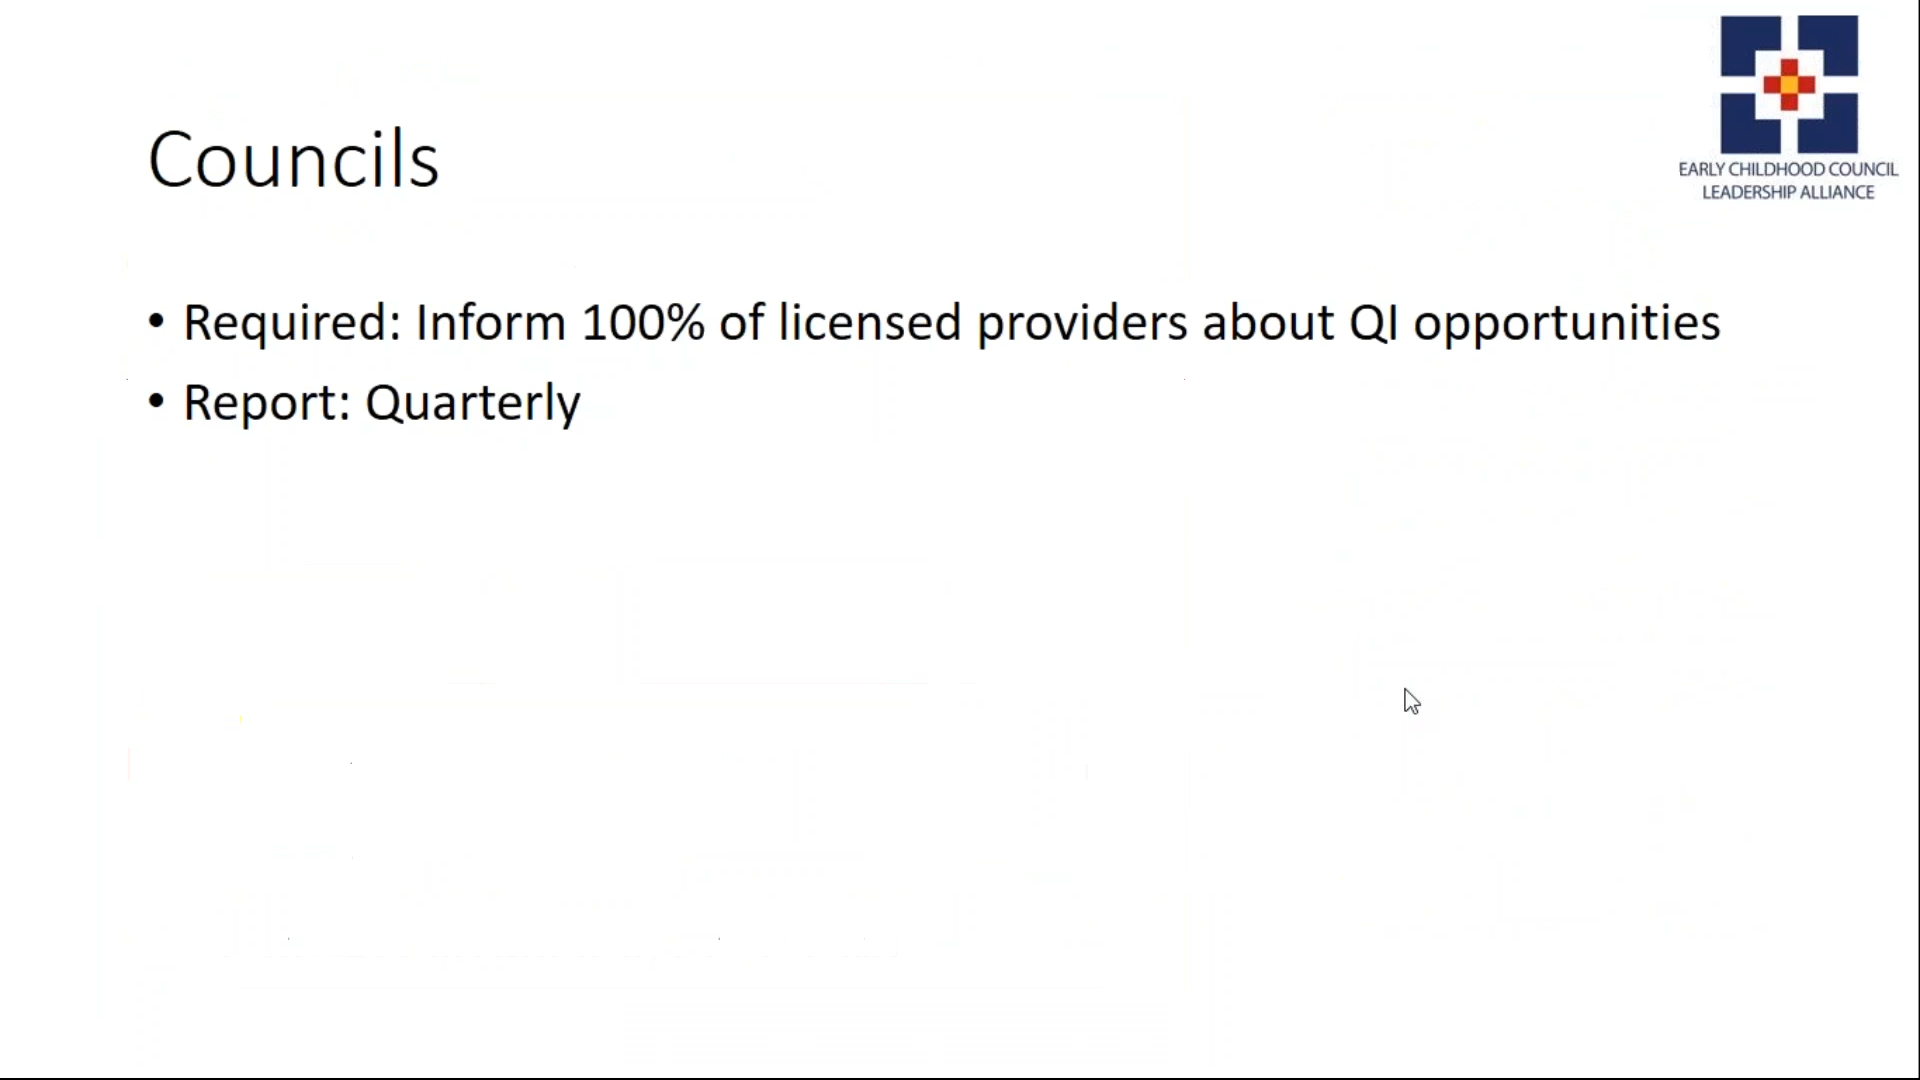 Councils
EARLY CHILDHOOD COUNCIL
LEADERSHIP ALLIANCE
• Required: Inform 100% of licensed providers about QI opportunities
• Report: Quarterly